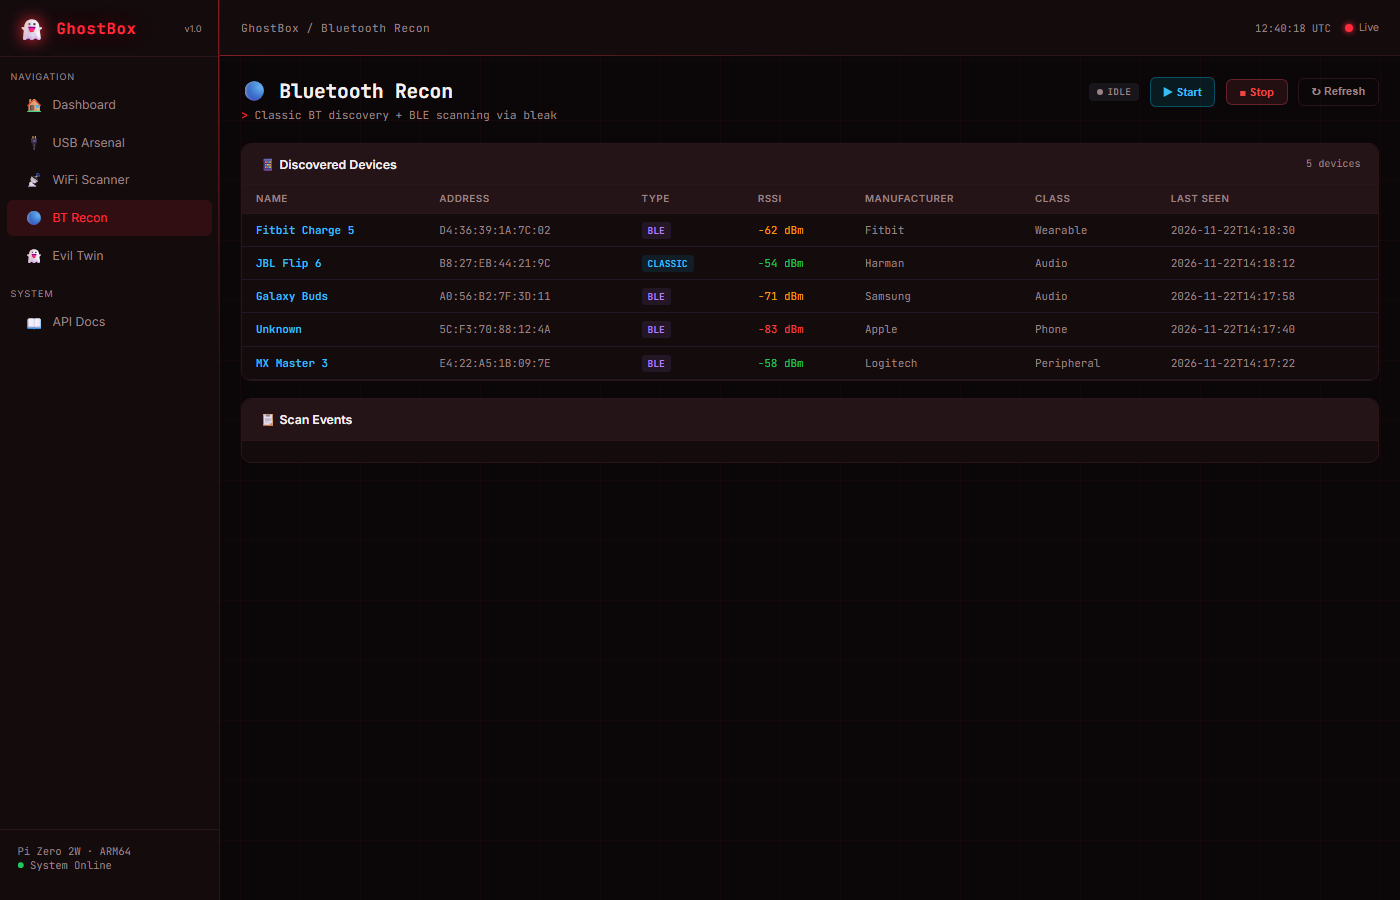 GhostBox v1.0
GhostBox / Bluetooth Recon
12:40:18 UTC Live
NAVIGATION
Dashboard
USB Arsenal
WiFi Scanner
BT Recon
Evil Twin
SYSTEM
API Docs
Pi Zero 2W · ARM64
System Online
Bluetooth Recon
> Classic BT discovery + BLE scanning via bleak
IDLE ▶ Start ■ Stop ↻ Refresh
Discovered Devices 5 devices
NAME ADDRESS TYPE RSSI MANUFACTURER CLASS LAST SEEN
Fitbit Charge 5 D4:36:39:1A:7C:02 BLE -62 dBm Fitbit Wearable 2026-11-22T14:18:30
JBL Flip 6 B8:27:EB:44:21:9C CLASSIC -54 dBm Harman Audio 2026-11-22T14:18:12
Galaxy Buds A0:56:B2:7F:3D:11 BLE -71 dBm Samsung Audio 2026-11-22T14:17:58
Unknown 5C:F3:70:88:12:4A BLE -83 dBm Apple Phone 2026-11-22T14:17:40
MX Master 3 E4:22:A5:1B:09:7E BLE -58 dBm Logitech Peripheral 2026-11-22T14:17:22
Scan Events